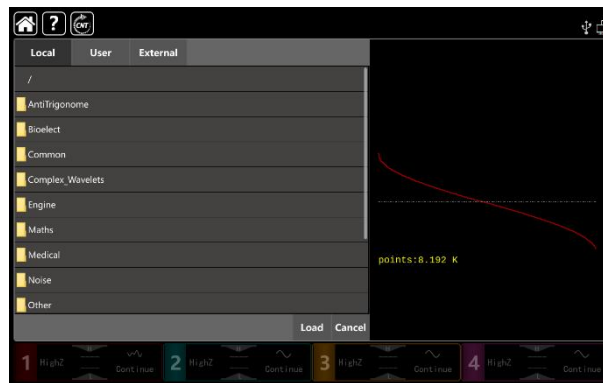 ? CNT
Local User External
/
AntiTrigonome
Bioelect
Common
Complex_Wavelets
Engine
Maths
Medical
points:8.192 K
Noise
Other
Load Cancel
1 HighZ Continue 2 HighZ Continue 3 HighZ Continue 4 HighZ Continue